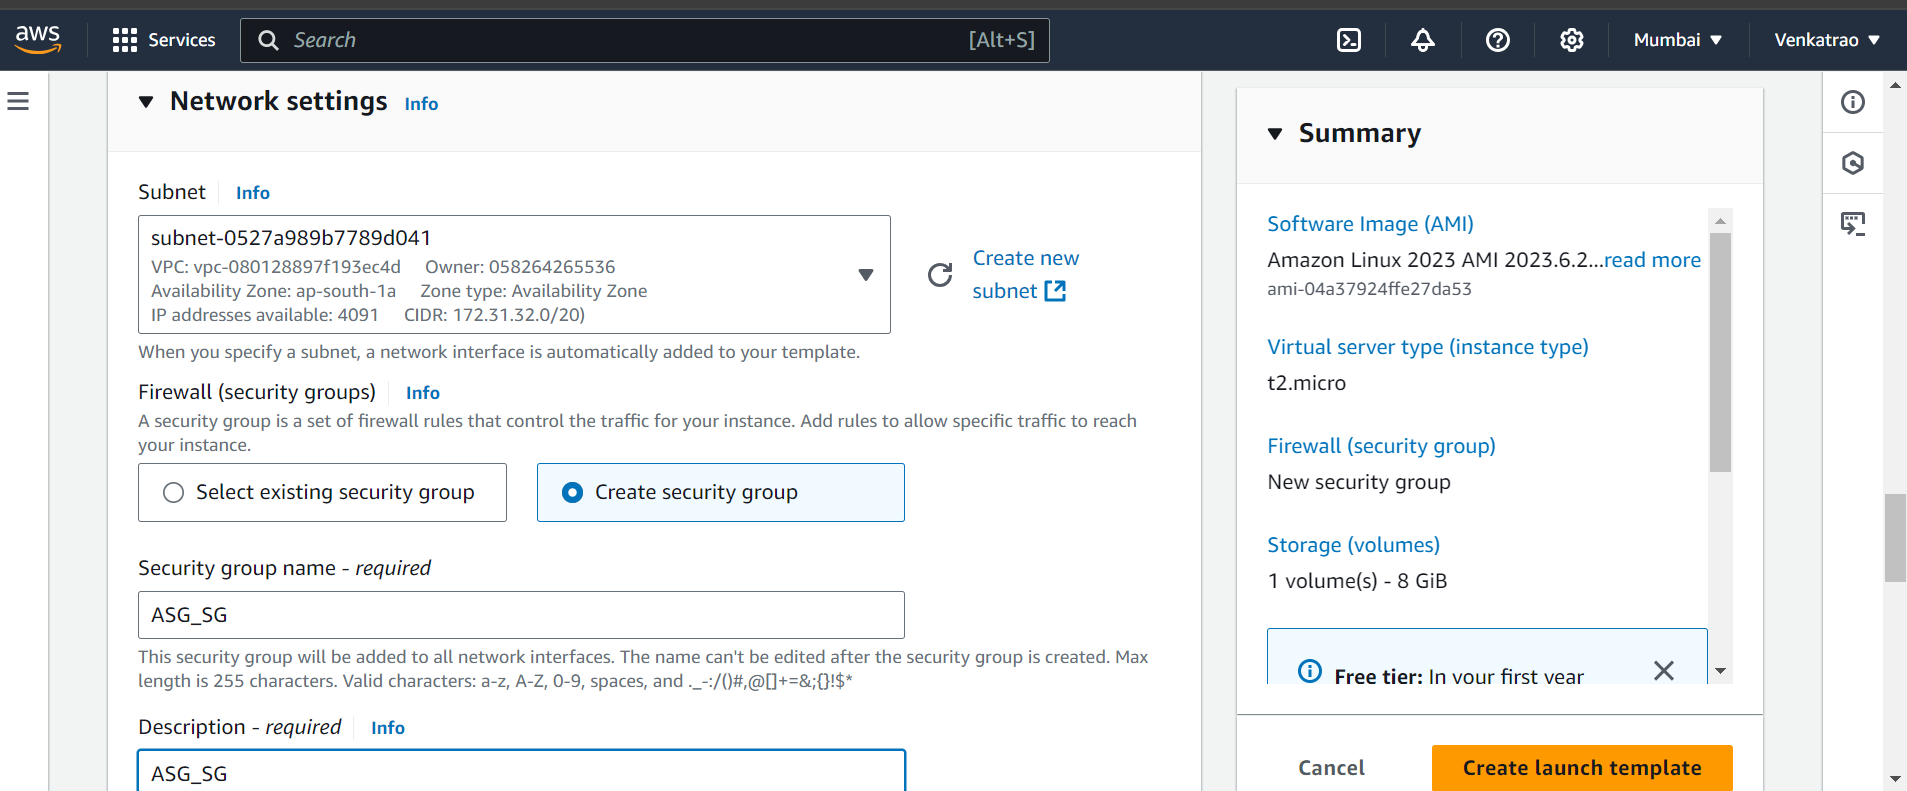 aws
Services
Search
[Alt+S]
Mumbai
Venkatrao
Network settings Info
Subnet Info
subnet-0527a989b7789d041
VPC: vpc-080128897f193ec4d Owner: 058264265536
Availability Zone: ap-south-1a Zone type: Availability Zone
IP addresses available: 4091 CIDR: 172.31.32.0/20)
Create new
subnet
When you specify a subnet, a network interface is automatically added to your template.
Firewall (security groups) Info
A security group is a set of firewall rules that control the traffic for your instance. Add rules to allow specific traffic to reach
your instance.
Select existing security group
Create security group
Security group name - required
ASG_SG
This security group will be added to all network interfaces. The name can't be edited after the security group is created. Max
length is 255 characters. Valid characters: a-z, A-Z, 0-9, spaces, and ._-:/()#,@[]+=&;{}!$*
Description - required Info
ASG_SG
Summary
Software Image (AMI)
Amazon Linux 2023 AMI 2023.6.2...read more
ami-04a37924ffe27da53
Virtual server type (instance type)
t2.micro
Firewall (security group)
New security group
Storage (volumes)
1 volume(s) - 8 GiB
Free tier: In your first year
Cancel
Create launch template